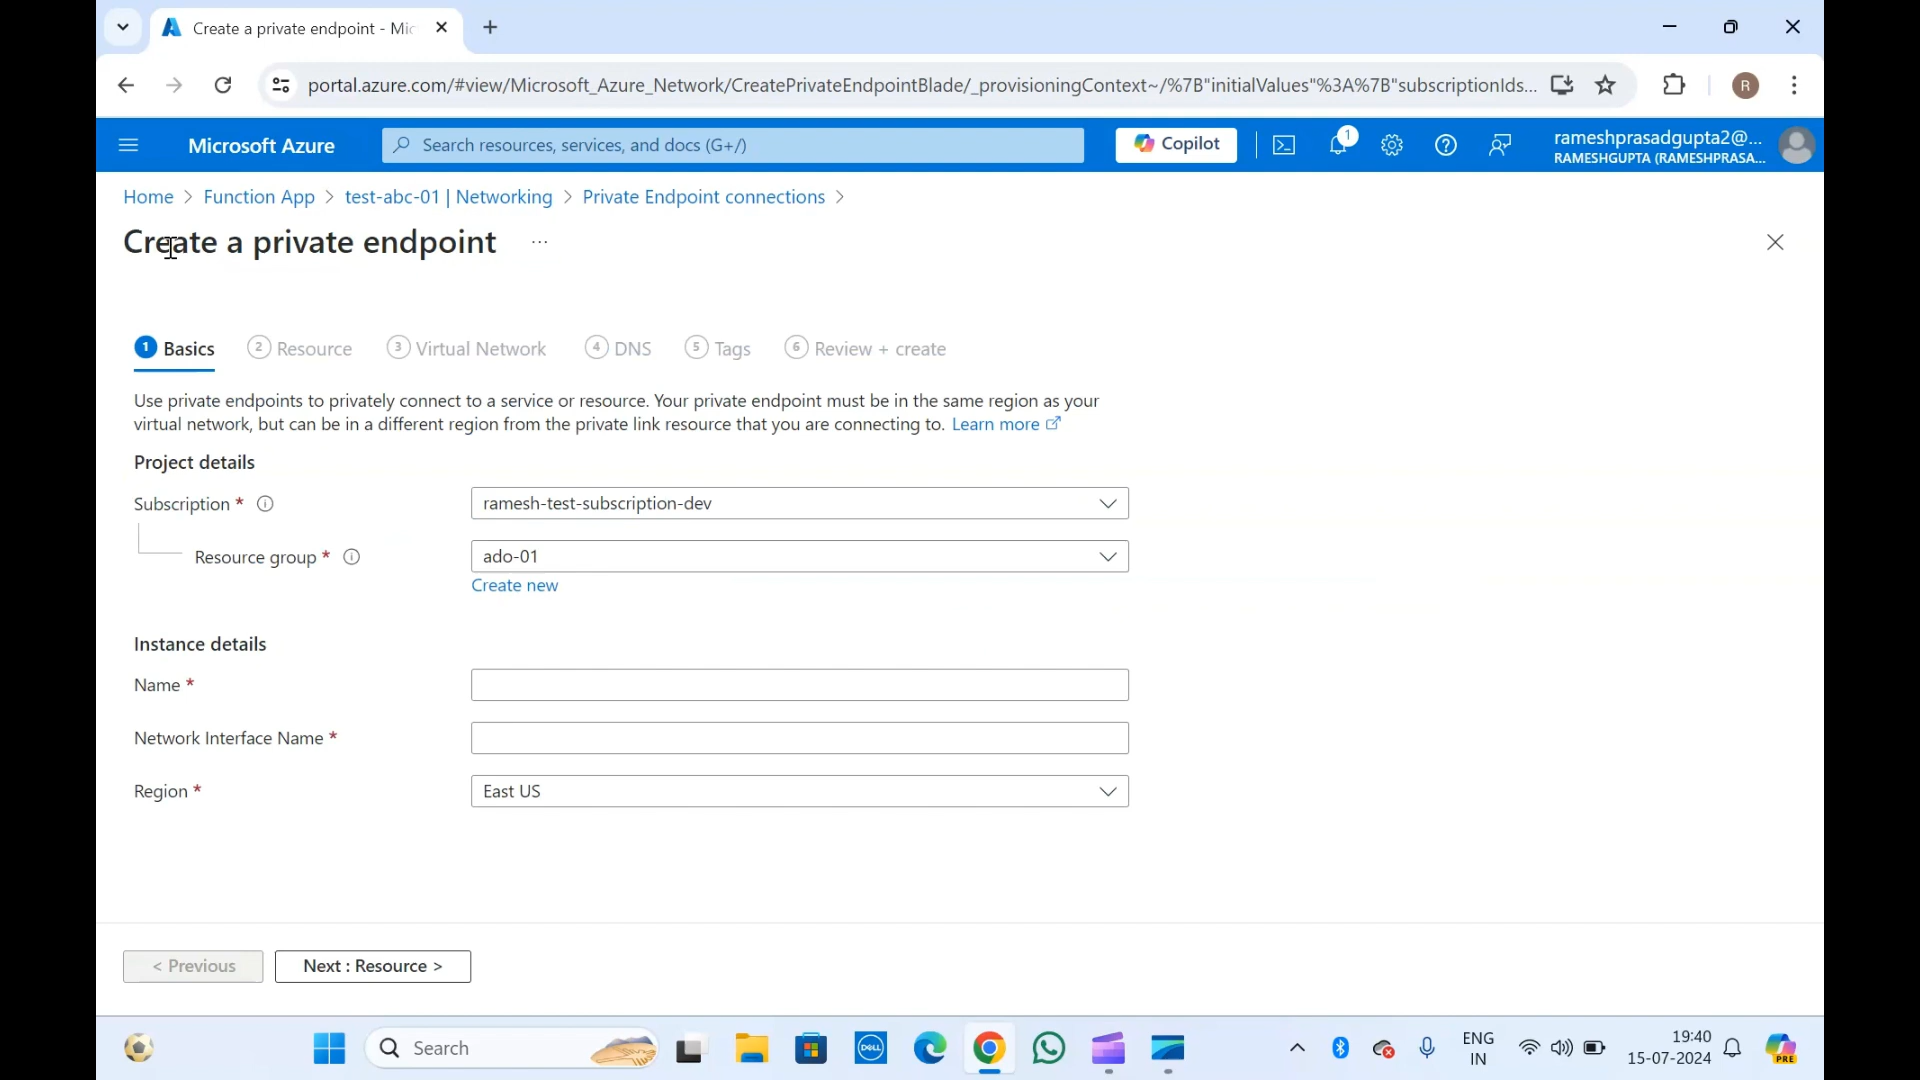 Create a private endpoint - Mic
portal.azure.com/#view/Microsoft_Azure_Network/CreatePrivateEndpointBlade/_provisioningContext~/%7B"initialValues"%3A%7B"subscriptionIds...
R
Microsoft Azure
Search resources, services, and docs (G+/)
Copilot
1
rameshprasadgupta2@...
RAMESHGUPTA (RAMESHPRASA...
Home > Function App > test-abc-01 | Networking > Private Endpoint connections >
Create a private endpoint ...
1 Basics 2 Resource 3 Virtual Network 4 DNS 5 Tags 6 Review + create
Use private endpoints to privately connect to a service or resource. Your private endpoint must be in the same region as your
virtual network, but can be in a different region from the private link resource that you are connecting to. Learn more
Project details
Subscription * ramesh-test-subscription-dev
Resource group * ado-01
Create new
Instance details
Name *
Network Interface Name *
Region * East US
< Previous
Next : Resource >
Search
DELL
ENG
IN
19:40
15-07-2024
PRE